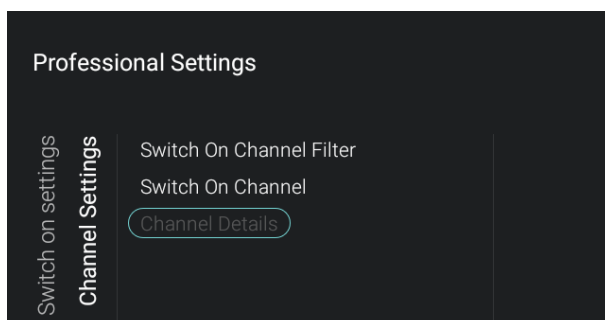 Professional Settings
Switch on settings
Channel Settings
Switch On Channel Filter
Switch On Channel
Channel Details